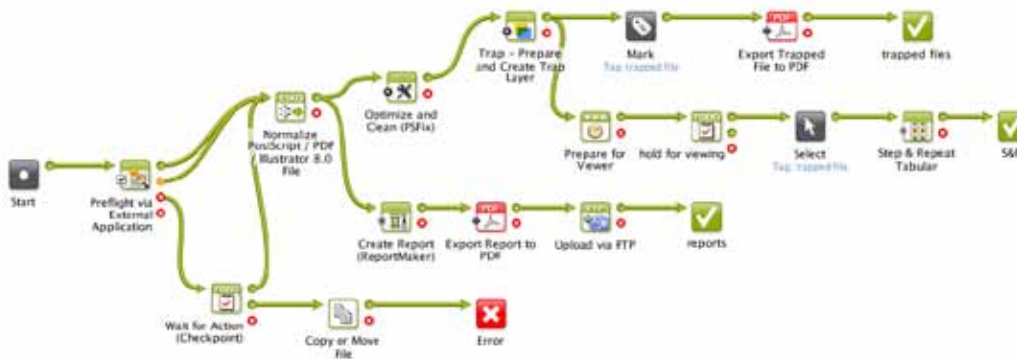 Trap - Prepare
and Create Trap
Layer
Mark
Tag: trapped file
Export Trapped
File to PDF
trapped files
Optimize and
Clean (PSFix)
Normalize
PostScript / PDF
/ Illustrator 8.0
File
Prepare for
Viewer
hold for viewing
Select
Tag: trapped file
Step & Repeat
Tabular
Start
Preflight via
External
Application
Create Report
(ReportMaker)
PDF
Export Report to
PDF
Upload via FTP
reports
Wait for Action
(Checkpoint)
Copy or Move
File
Error